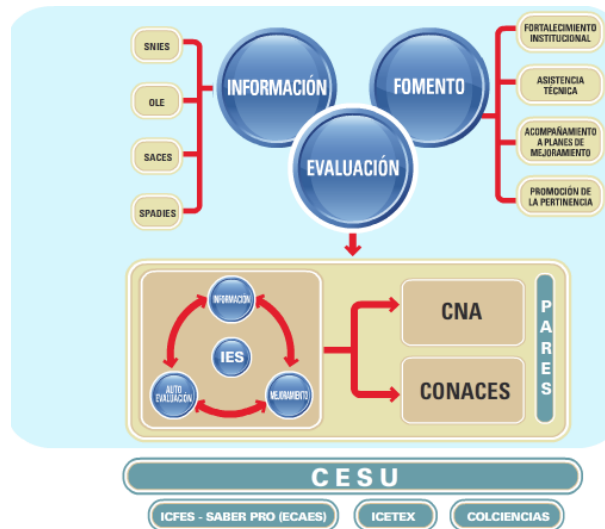 SNIES
OLE
SACES
SPADIES
INFORMACIÓN
FOMENTO
EVALUACIÓN
FORTALECIMIENTO
INSTITUCIONAL
ASISTENCIA
TÉCNICA
ACOMPAÑAMIENTO
A PLANES DE
MEJORAMIENTO
PROMOCIÓN DE
LA PERTINENCIA
INFORMACIÓN
IES
AUTO
EVALUACIÓN
MEJORAMIENTO
CNA
CONACES
PARES
CESU
ICFES - SABER PRO (ECAES)
ICETEX
COLCIENCIAS